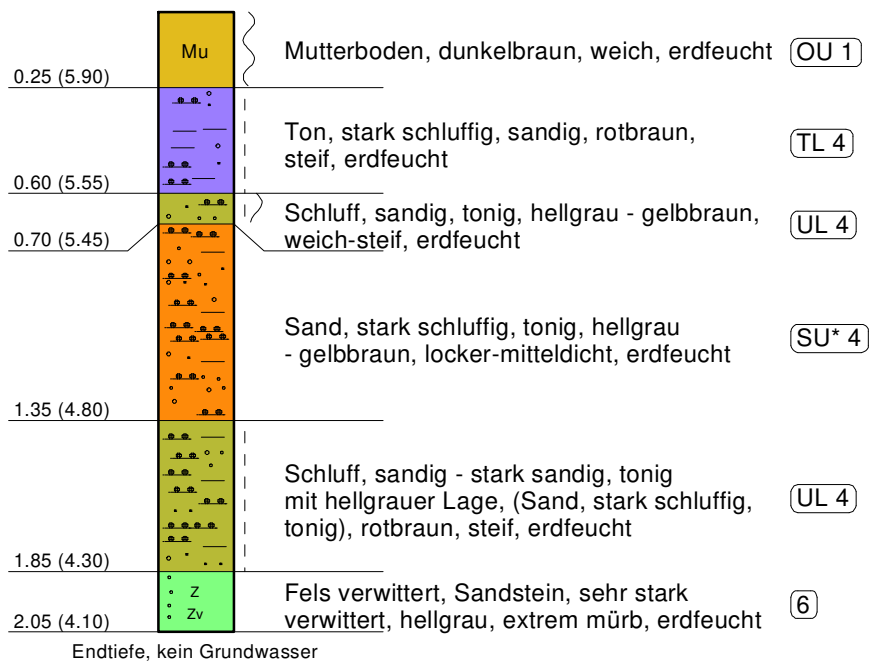 Mu
Mutterboden, dunkelbraun, weich, erdfeucht
OU 1
0.25 (5.90)
Ton, stark schluffig, sandig, rotbraun,
steif, erdfeucht
TL 4
0.60 (5.55)
Schluff, sandig, tonig, hellgrau - gelbbraun,
weich-steif, erdfeucht
UL 4
0.70 (5.45)
Sand, stark schluffig, tonig, hellgrau
- gelbbraun, locker-mitteldicht, erdfeucht
SU* 4
1.35 (4.80)
Schluff, sandig - stark sandig, tonig
mit hellgrauer Lage, (Sand, stark schluffig,
tonig), rotbraun, steif, erdfeucht
UL 4
1.85 (4.30)
Z
Zv
Fels verwittert, Sandstein, sehr stark
verwittert, hellgrau, extrem mürb, erdfeucht
6
2.05 (4.10)
Endtiefe, kein Grundwasser